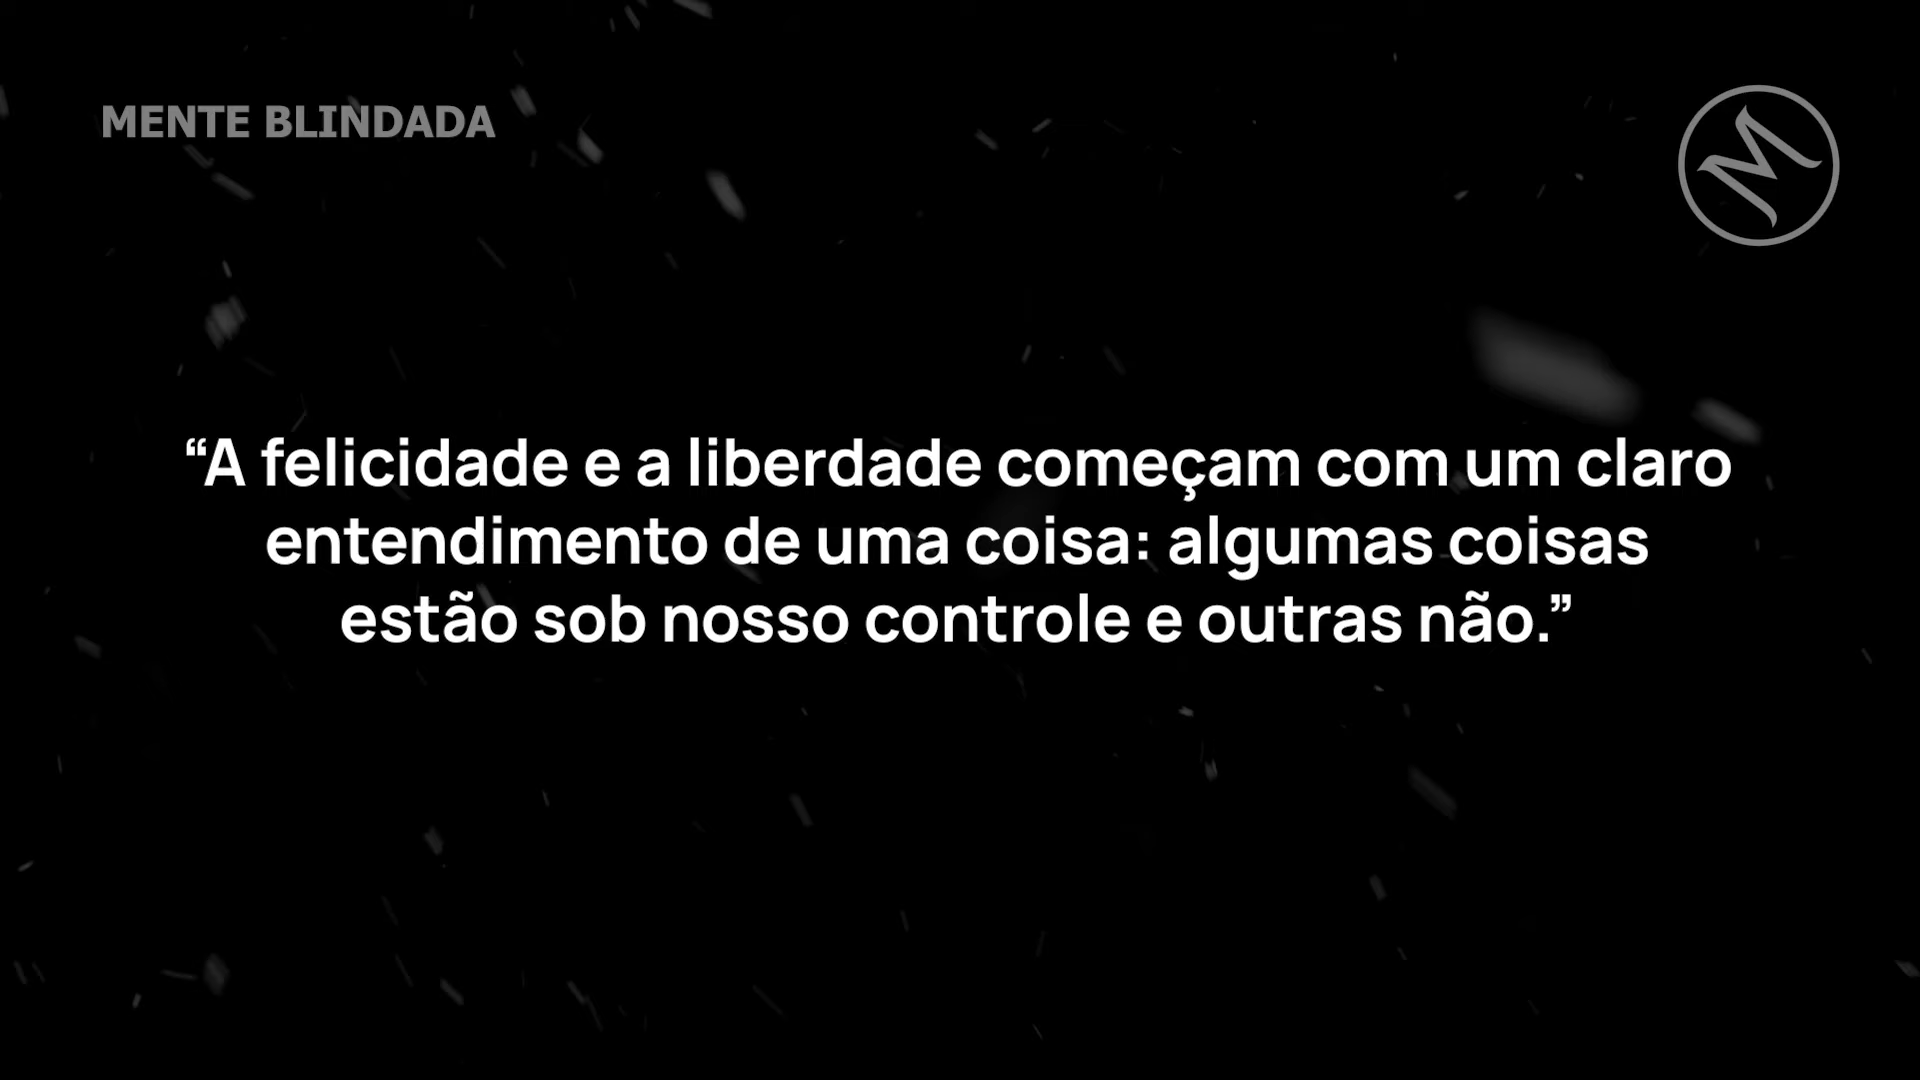 MENTE BLINDADA
M
“A felicidade e a liberdade começam com um claro
entendimento de uma coisa: algumas coisas
estão sob nosso controle e outras não.”